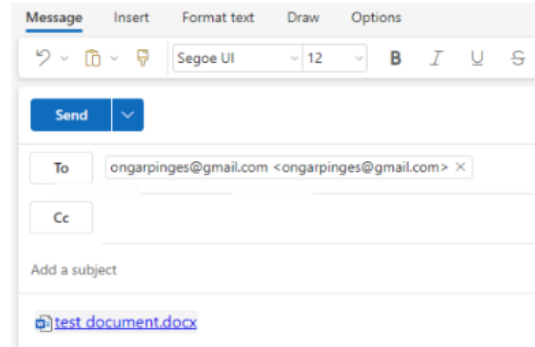 Message Insert Format text Draw Options
Segoe UI 12 B I U S
Send
To ongarpinges@gmail.com <ongarpinges@gmail.com> ×
Cc
Add a subject
test document.docx